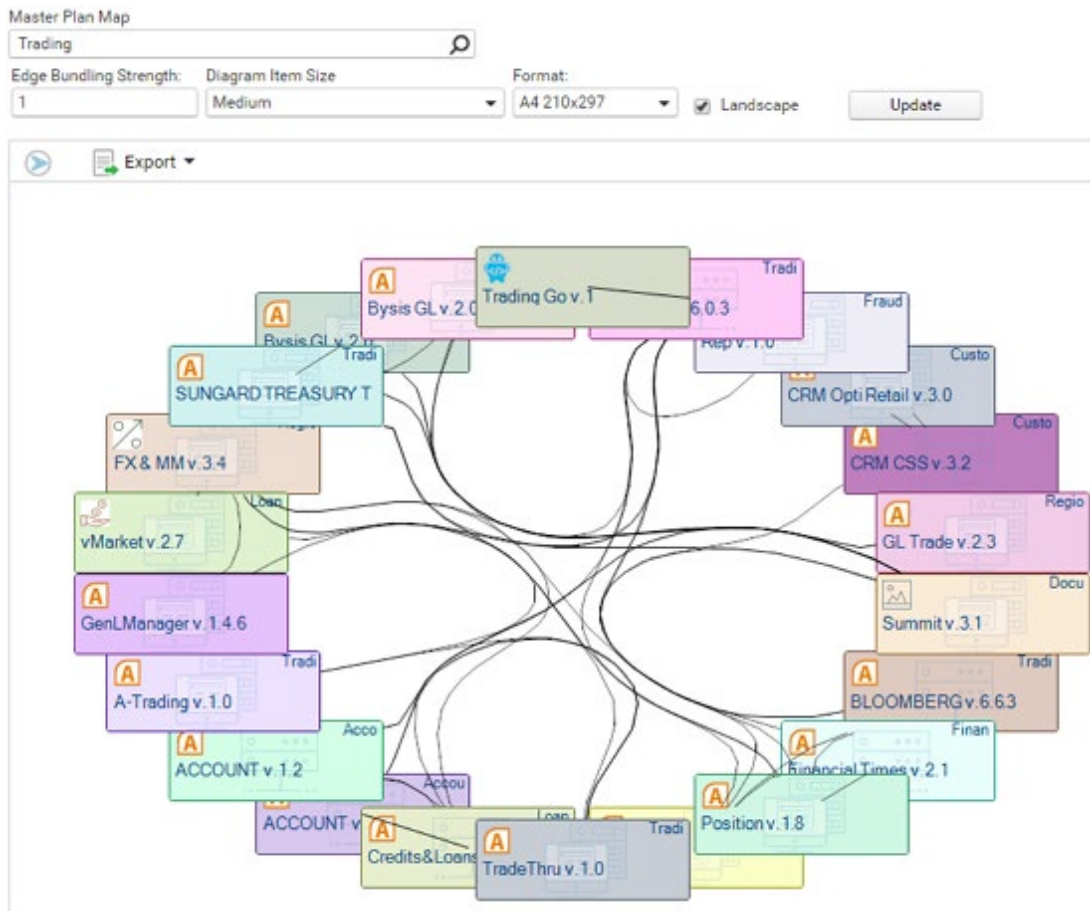 Master Plan Map
Trading
Edge Bundling Strength:
Diagram Item Size
Format:
1
Medium
A4 210x297
Landscape
Update
Export
Trading Go v.1
Bysis GL v.2.0
Tradi
6.0.3
Bysis GL v.2.0
Fraud
Rep v.1.0
Tradi
SUNGARD TREASURY T
Custo
CRM Opti Retail v.3.0
Regio
FX & MM v.3.4
Custo
CRM CSS v.3.2
Loan
vMarket v.2.7
Regio
GL Trade v.2.3
GenLManager v.1.4.6
Docu
Summit v.3.1
Tradi
A-Trading v.1.0
Tradi
BLOOMBERG v.6.6.3
Acco
ACCOUNT v.1.2
Finan
Financial Times v.2.1
Accou
ACCOUNT v
Position v.1.8
Loan
Credits&Loans
Tradi
TradeThru v.1.0